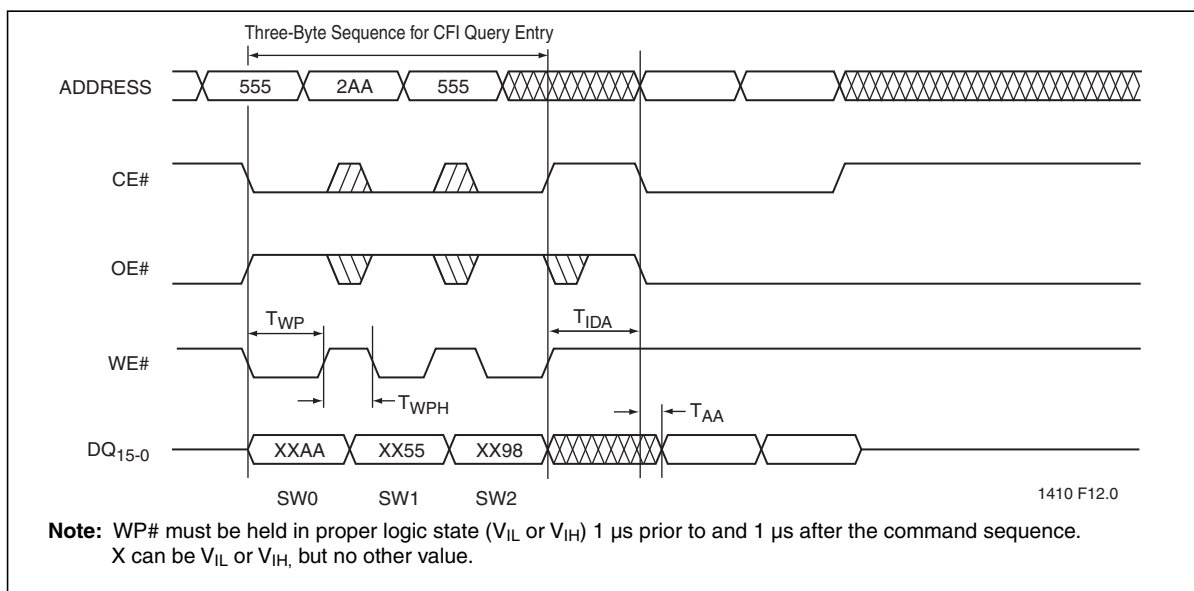 Three-Byte Sequence for CFI Query Entry
ADDRESS 555 2AA 555
CE#
OE#
TWP TIDA
WE#
TWPH TAA
DQ15-0 XXAA XX55 XX98
SW0 SW1 SW2 1410 F12.0
Note: WP# must be held in proper logic state (VIL or VIH) 1 µs prior to and 1 µs after the command sequence.
X can be VIL or VIH, but no other value.